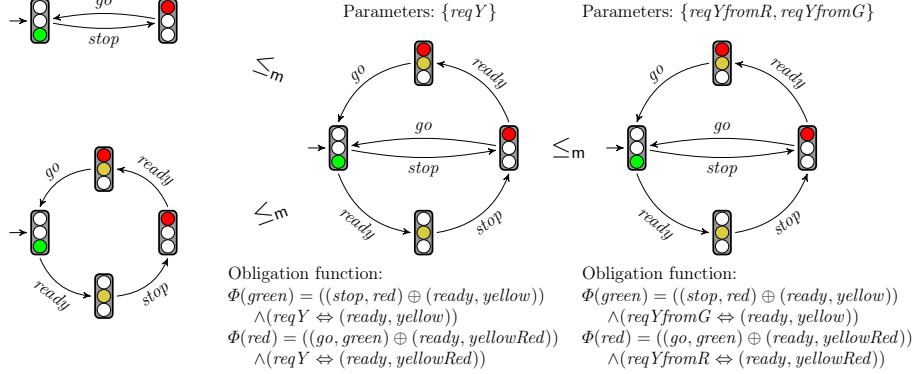 go
stop
go
ready
ready
stop
≤m
≤m
Parameters: {reqY}
go
ready
go
stop
ready
stop
Obligation function:
Φ(green) = ((stop, red) ⊕ (ready, yellow))
∧(reqY ⇔ (ready, yellow))
Φ(red) = ((go, green) ⊕ (ready, yellowRed))
∧(reqY ⇔ (ready, yellowRed))
≤m
Parameters: {reqYfromR, reqYfromG}
go
ready
go
stop
ready
stop
Obligation function:
Φ(green) = ((stop, red) ⊕ (ready, yellow))
∧(reqYfromG ⇔ (ready, yellow))
Φ(red) = ((go, green) ⊕ (ready, yellowRed))
∧(reqYfromR ⇔ (ready, yellowRed))